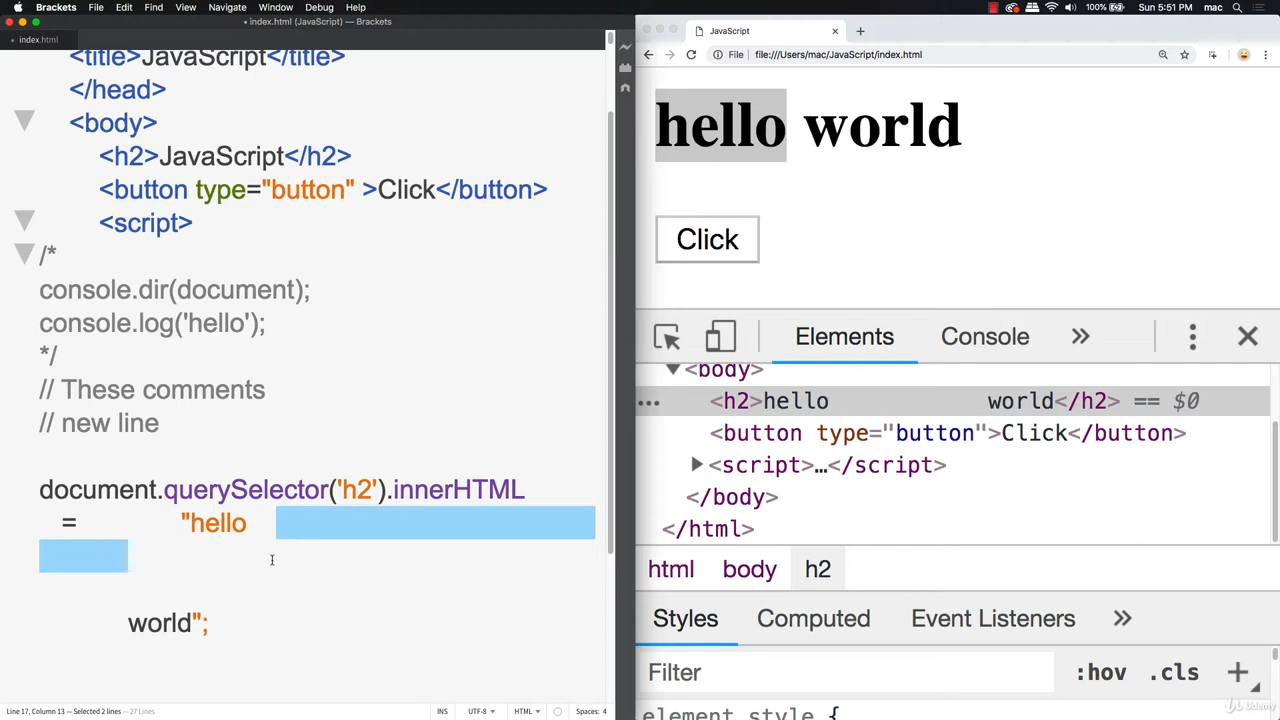 Brackets File Edit Find View Navigate Window Debug Help 100% Sun 5:51 PM mac
• index.html (JavaScript) — Brackets
• index.html
<title>JavaScript</title>
</head>
<body>
<h2>JavaScript</h2>
<button type="button" >Click</button>
<script>
/*
console.dir(document);
console.log('hello');
*/
// These comments
// new line
document.querySelector('h2').innerHTML
= "hello
world";
Line 17, Column 13 — Selected 2 lines — 27 Lines
INS UTF-8 HTML Spaces: 4
JavaScript
File file:///Users/mac/JavaScript/index.html
hello world
Click
Elements Console »
<body>
... <h2>hello world</h2> == $0
<button type="button">Click</button>
<script>…</script>
</body>
</html>
html body h2
Styles Computed Event Listeners »
Filter :hov .cls +
element.style {
Udemy